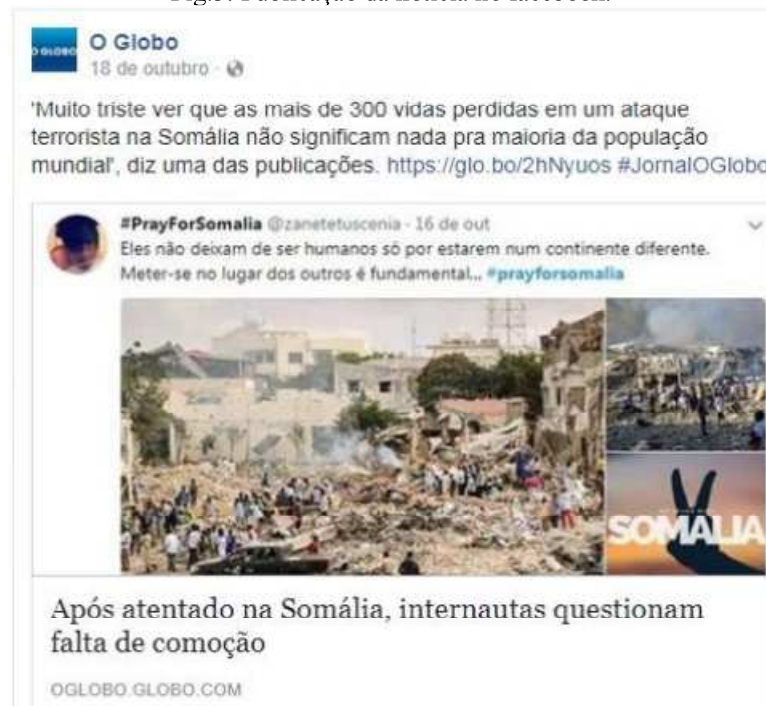 O GLOBO
O Globo
18 de outubro
'Muito triste ver que as mais de 300 vidas perdidas em um ataque
terrorista na Somália não significam nada pra maioria da população
mundial', diz uma das publicações. https://glo.bo/2hNyuos #JornalOGlobo
#PrayForSomalia @zanetetuscenia · 16 de out
Eles não deixam de ser humanos só por estarem num continente diferente.
Meter-se no lugar dos outros é fundamental... #prayforsomalia
SOMALIA
Após atentado na Somália, internautas questionam
falta de comoção
OGLOBO.GLOBO.COM